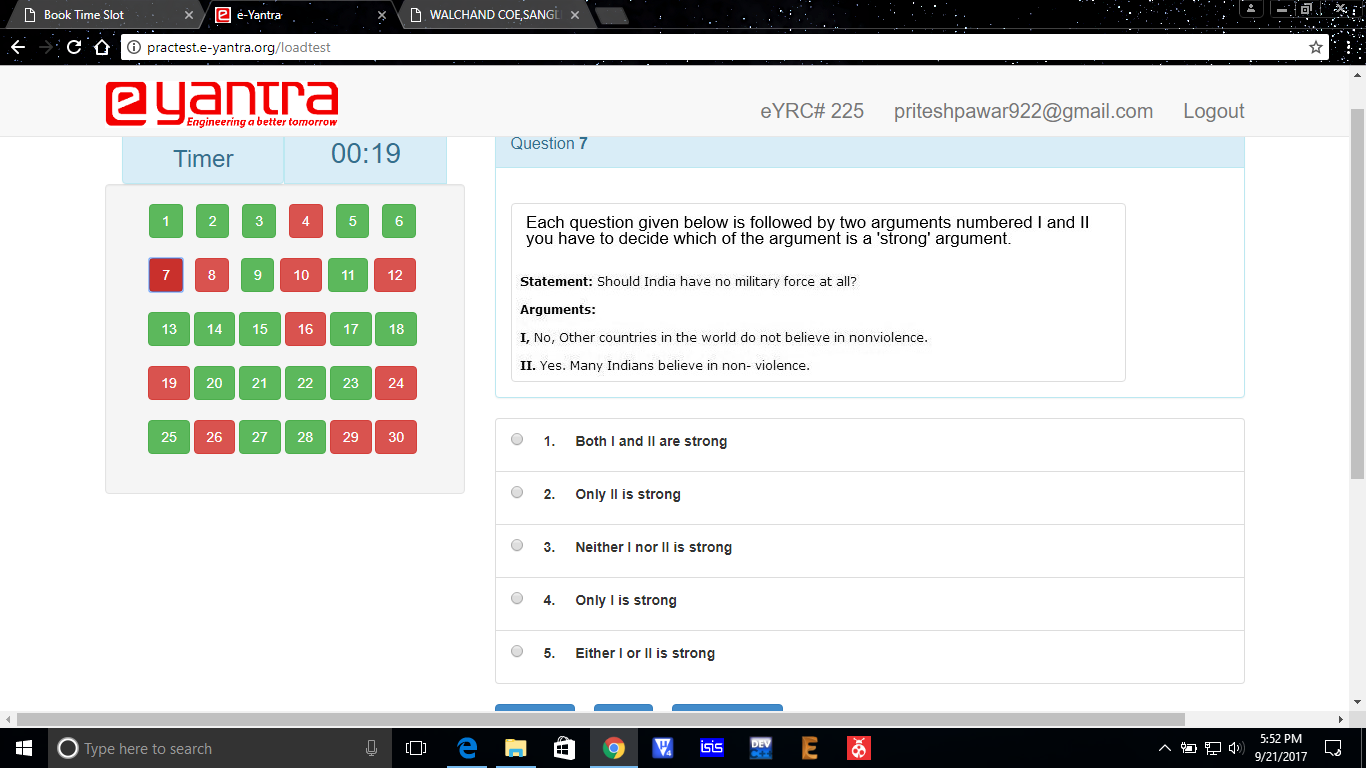 Book Time Slot
e-Yantra
WALCHAND COE,SANGL
practest.e-yantra.org/loadtest
e yantra
Engineering a better tomorrow
eYRC# 225 priteshpawar922@gmail.com Logout
Timer 00:19
1 2 3 4 5 6
7 8 9 10 11 12
13 14 15 16 17 18
19 20 21 22 23 24
25 26 27 28 29 30
Question 7
Each question given below is followed by two arguments numbered I and II
you have to decide which of the argument is a 'strong' argument.
Statement: Should India have no military force at all?
Arguments:
I, No, Other countries in the world do not believe in nonviolence.
II. Yes. Many Indians believe in non- violence.
1. Both I and II are strong
2. Only II is strong
3. Neither I nor II is strong
4. Only I is strong
5. Either I or II is strong
Type here to search
isis
DEV
5:52 PM
9/21/2017